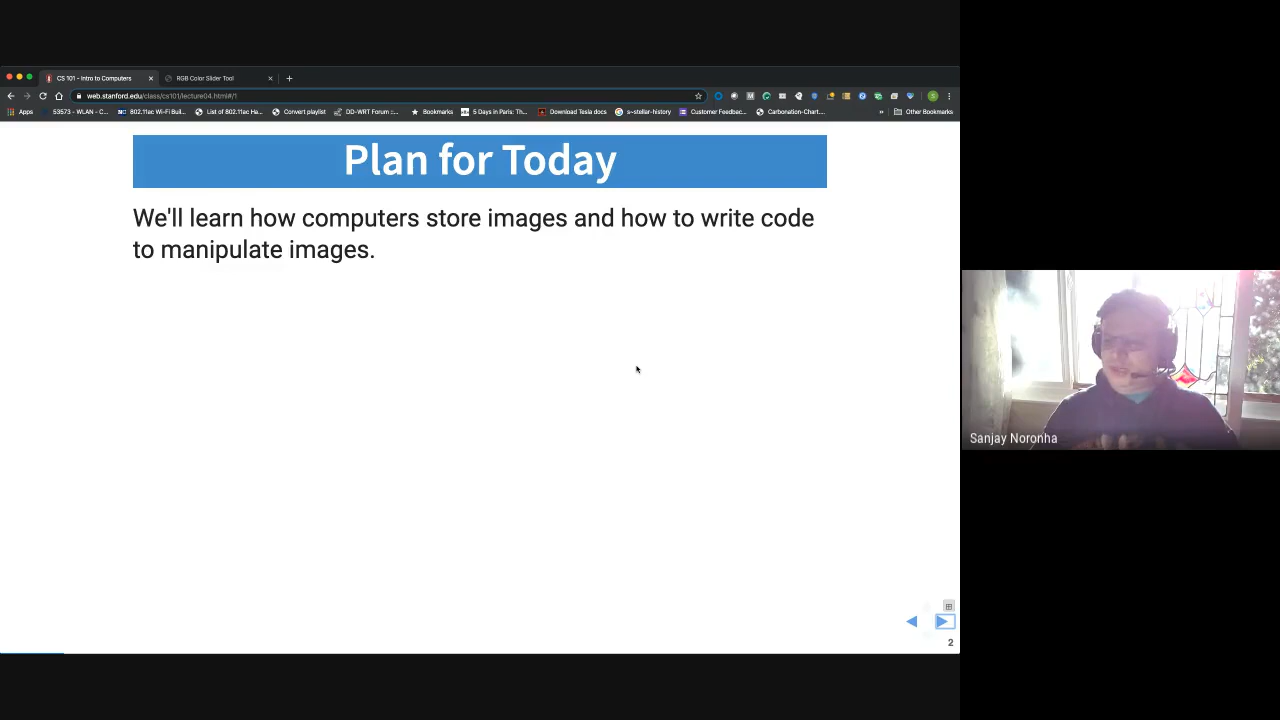 CS 101 - Intro to Computers
RGB Color Slider Tool
web.stanford.edu/class/cs101/lecture04.html#/1
Apps
53573 -- WLAN - C...
802.11ac Wi-Fi Buil...
List of 802.11ac Ha...
Convert playlist
DD-WRT Forum ::...
Bookmarks
5 Days in Paris: Th...
Download Tesla docs
s-stellar-history
Customer Feedbac...
Carbonation-Chart....
»
Other Bookmarks
Plan for Today
We'll learn how computers store images and how to write code
to manipulate images.
Sanjay Noronha
2